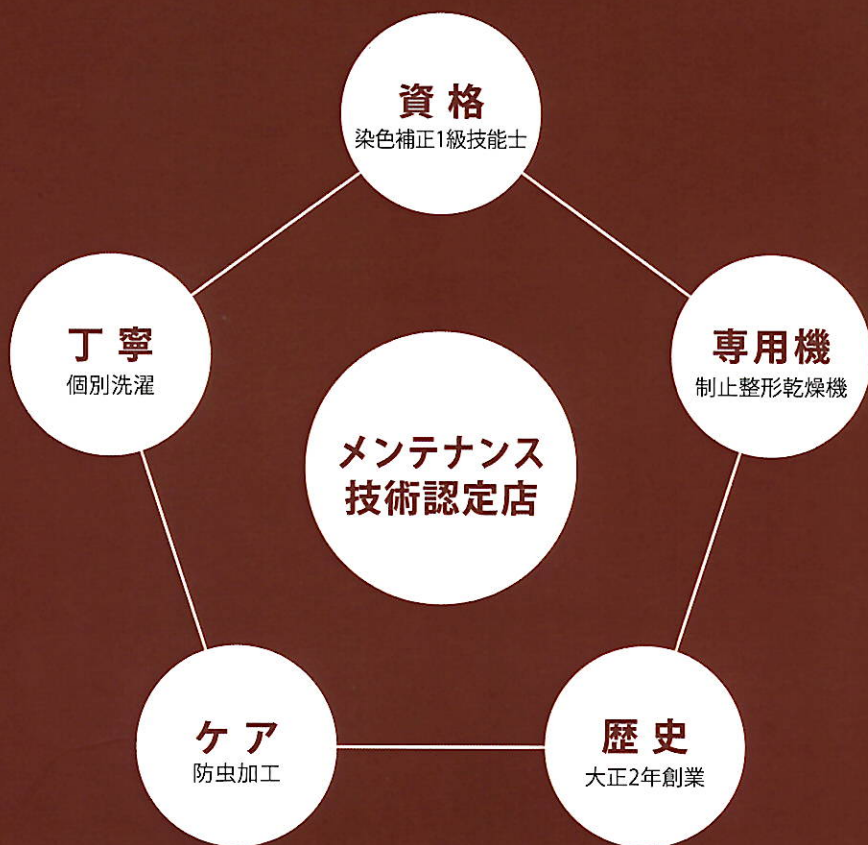 資格
染色補正1級技能士
丁寧
個別洗濯
専用機
制止整形乾燥機
メンテナンス
技術認定店
ケア
防虫加工
歴史
大正2年創業